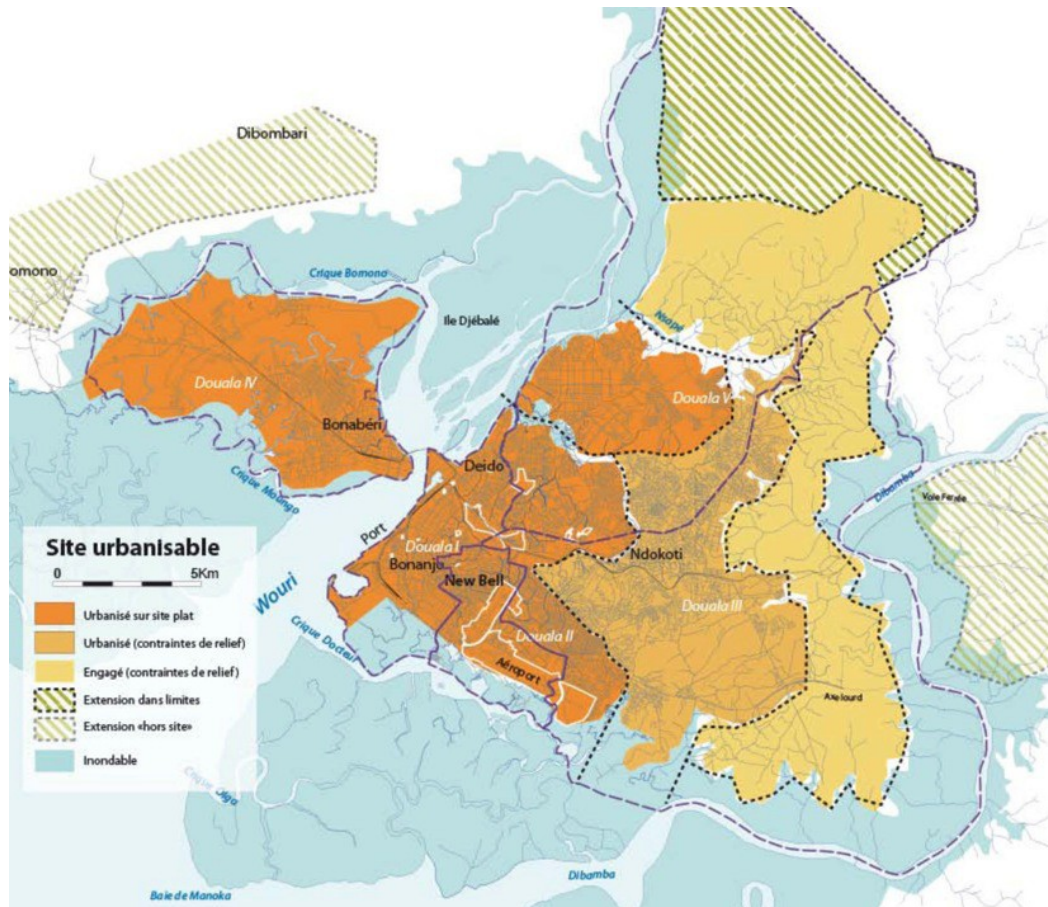 Dibombari
omono
Crique Bomono
Ile Djébalé
Nsapé
Douala IV
Douala V
Bonabéri
Deido
Crique Moungo
Dibamba
Voie Ferrée
Port
Douala I
Ndokoti
Bonanjo
New Bell
Wouri
Douala III
Crique Docteur
Douala II
Aéroport
Axe lourd
Site urbanisable
0 5Km
Urbanisé sur site plat
Urbanisé (contraintes de relief)
Engagé (contraintes de relief)
Extension dans limites
Extension «hors site»
Inondable
Dibamba
Baie de Manoka